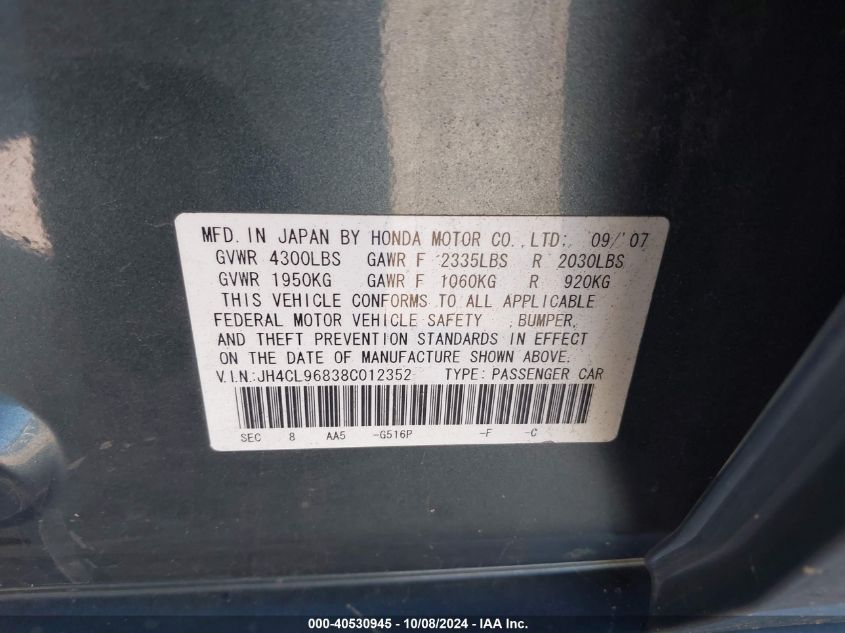 MFD. IN JAPAN BY HONDA MOTOR CO., LTD; 09/'07
GVWR 4300LBS GAWR F 2335LBS R 2030LBS
GVWR 1950KG GAWR F 1060KG R 920KG
THIS VEHICLE CONFORMS TO ALL APPLICABLE
FEDERAL MOTOR VEHICLE SAFETY , BUMPER,
AND THEFT PREVENTION STANDARDS IN EFFECT
ON THE DATE OF MANUFACTURE SHOWN ABOVE.
V.I.N.:JH4CL96838C012352 TYPE: PASSENGER CAR
SEC 8 AA5 -G516P -F -C
000-40530945 - 10/08/2024 - IAA Inc.